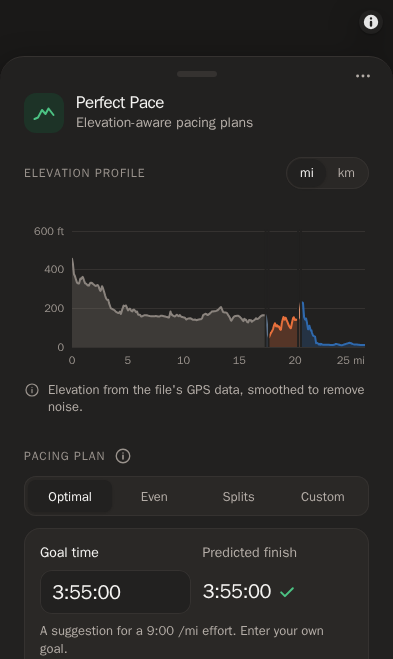 Perfect Pace
Elevation-aware pacing plans
ELEVATION PROFILE
mi km
600 ft
400
200
0
0 5 10 15 20 25 mi
Elevation from the file's GPS data, smoothed to remove
noise.
PACING PLAN
Optimal Even Splits Custom
Goal time Predicted finish
3:55:00 3:55:00
A suggestion for a 9:00 /mi effort. Enter your own
goal.